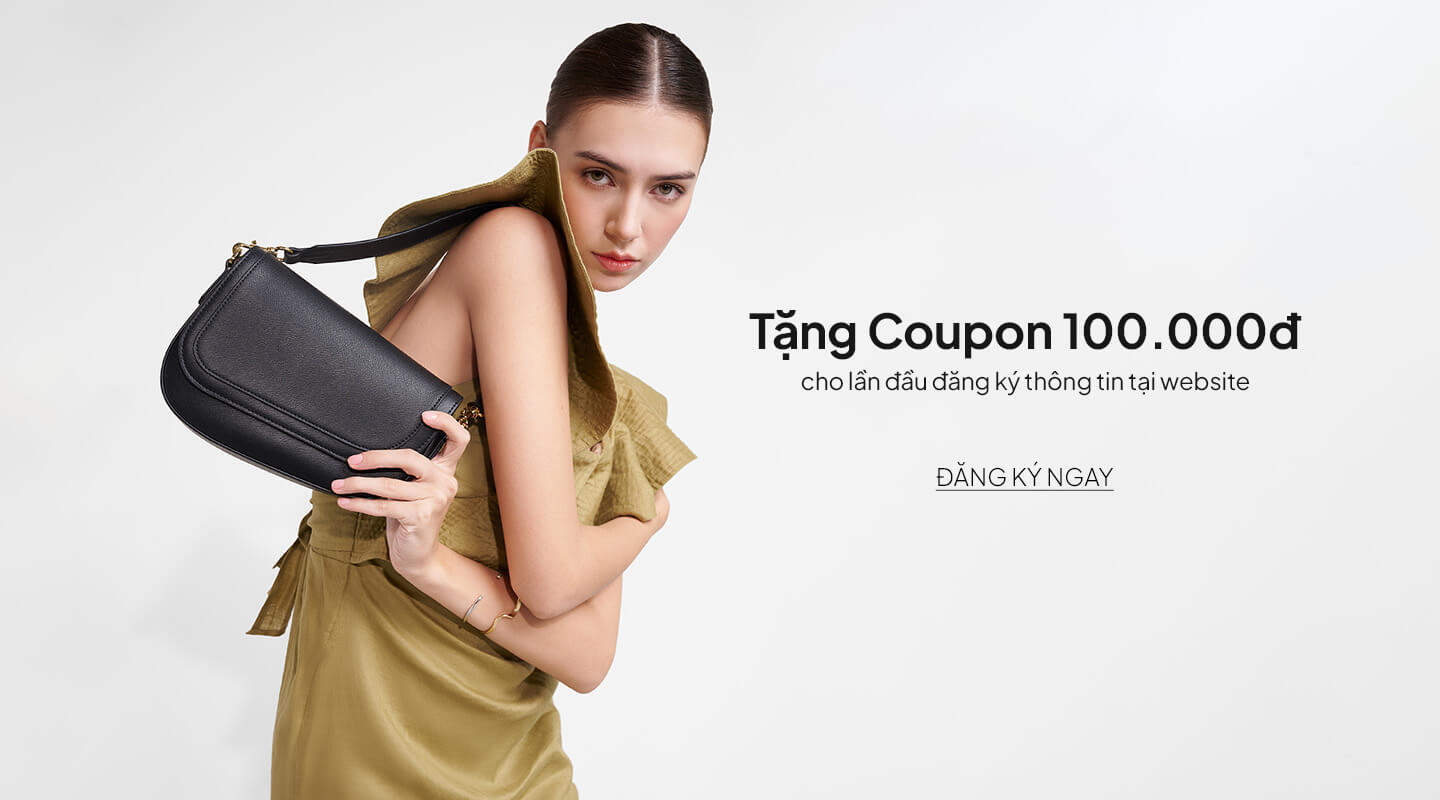 Tặng Coupon 100.000đ
cho lần đầu đăng ký thông tin tại website
ĐĂNG KÝ NGAY